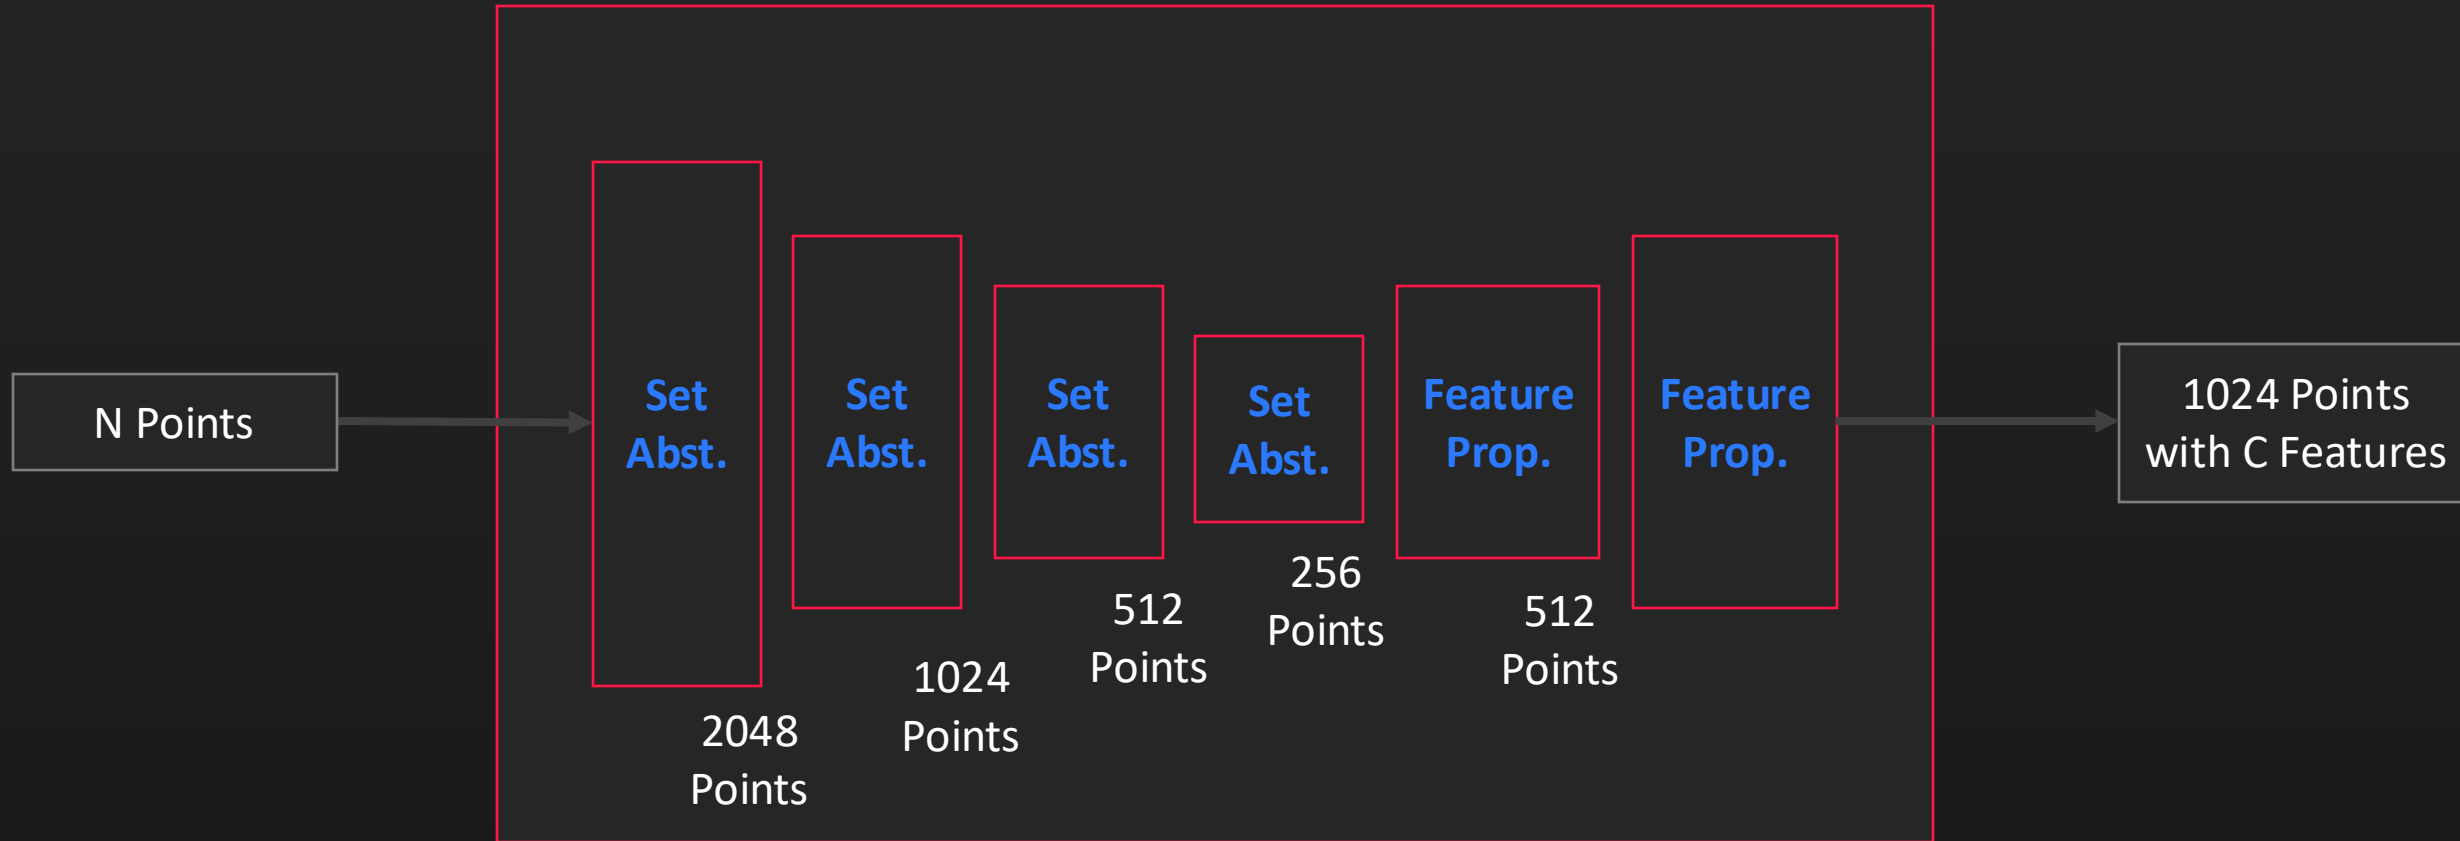 N Points
Set
Abst.
Set
Abst.
Set
Abst.
Set
Abst.
Feature
Prop.
Feature
Prop.
2048
Points
1024
Points
512
Points
256
Points
512
Points
1024 Points
with C Features